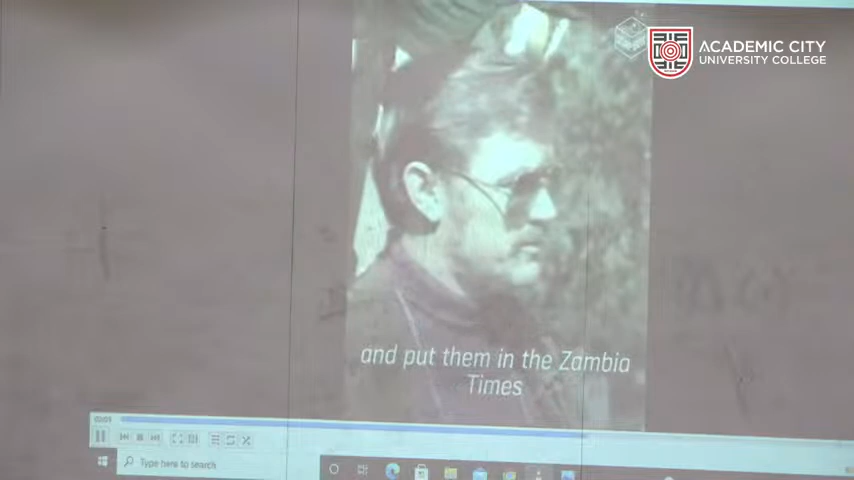 ACADEMIC CITY
UNIVERSITY COLLEGE
and put them in the Zambia
Times
Type here to search